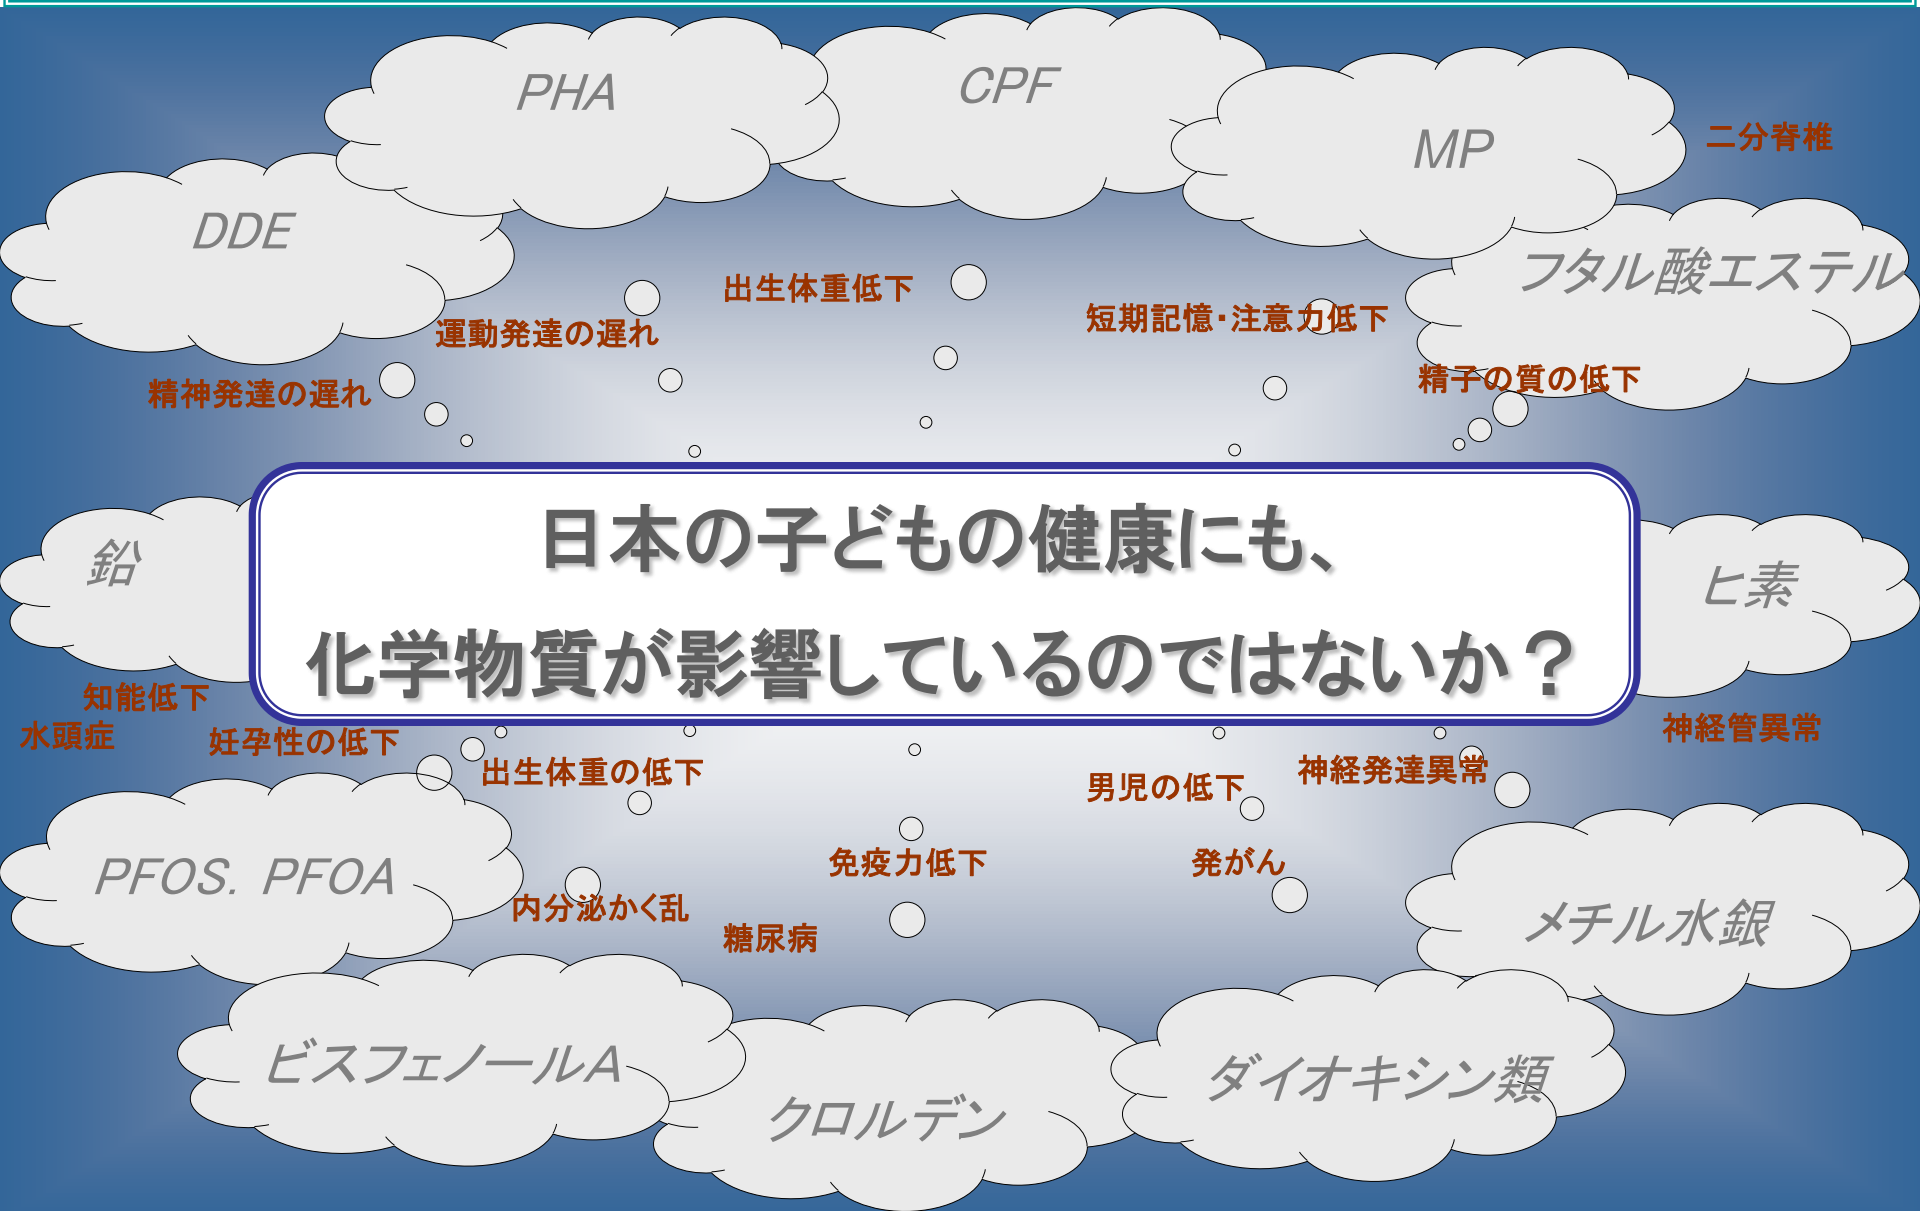 PHA
CPF
MP
二分脊椎
DDE
フタル酸エステル
出生体重低下
運動発達の遅れ
短期記憶・注意力低下
精神発達の遅れ
精子の質の低下
日本の子どもの健康にも、
化学物質が影響しているのではないか？
鉛
ヒ素
知能低下
水頭症
妊孕性の低下
出生体重の低下
男児の低下
神経発達異常
神経管異常
PFOS. PFOA
免疫力低下
発がん
内分泌かく乱
糖尿病
メチル水銀
ビスフェノールA
クロルデン
ダイオキシン類